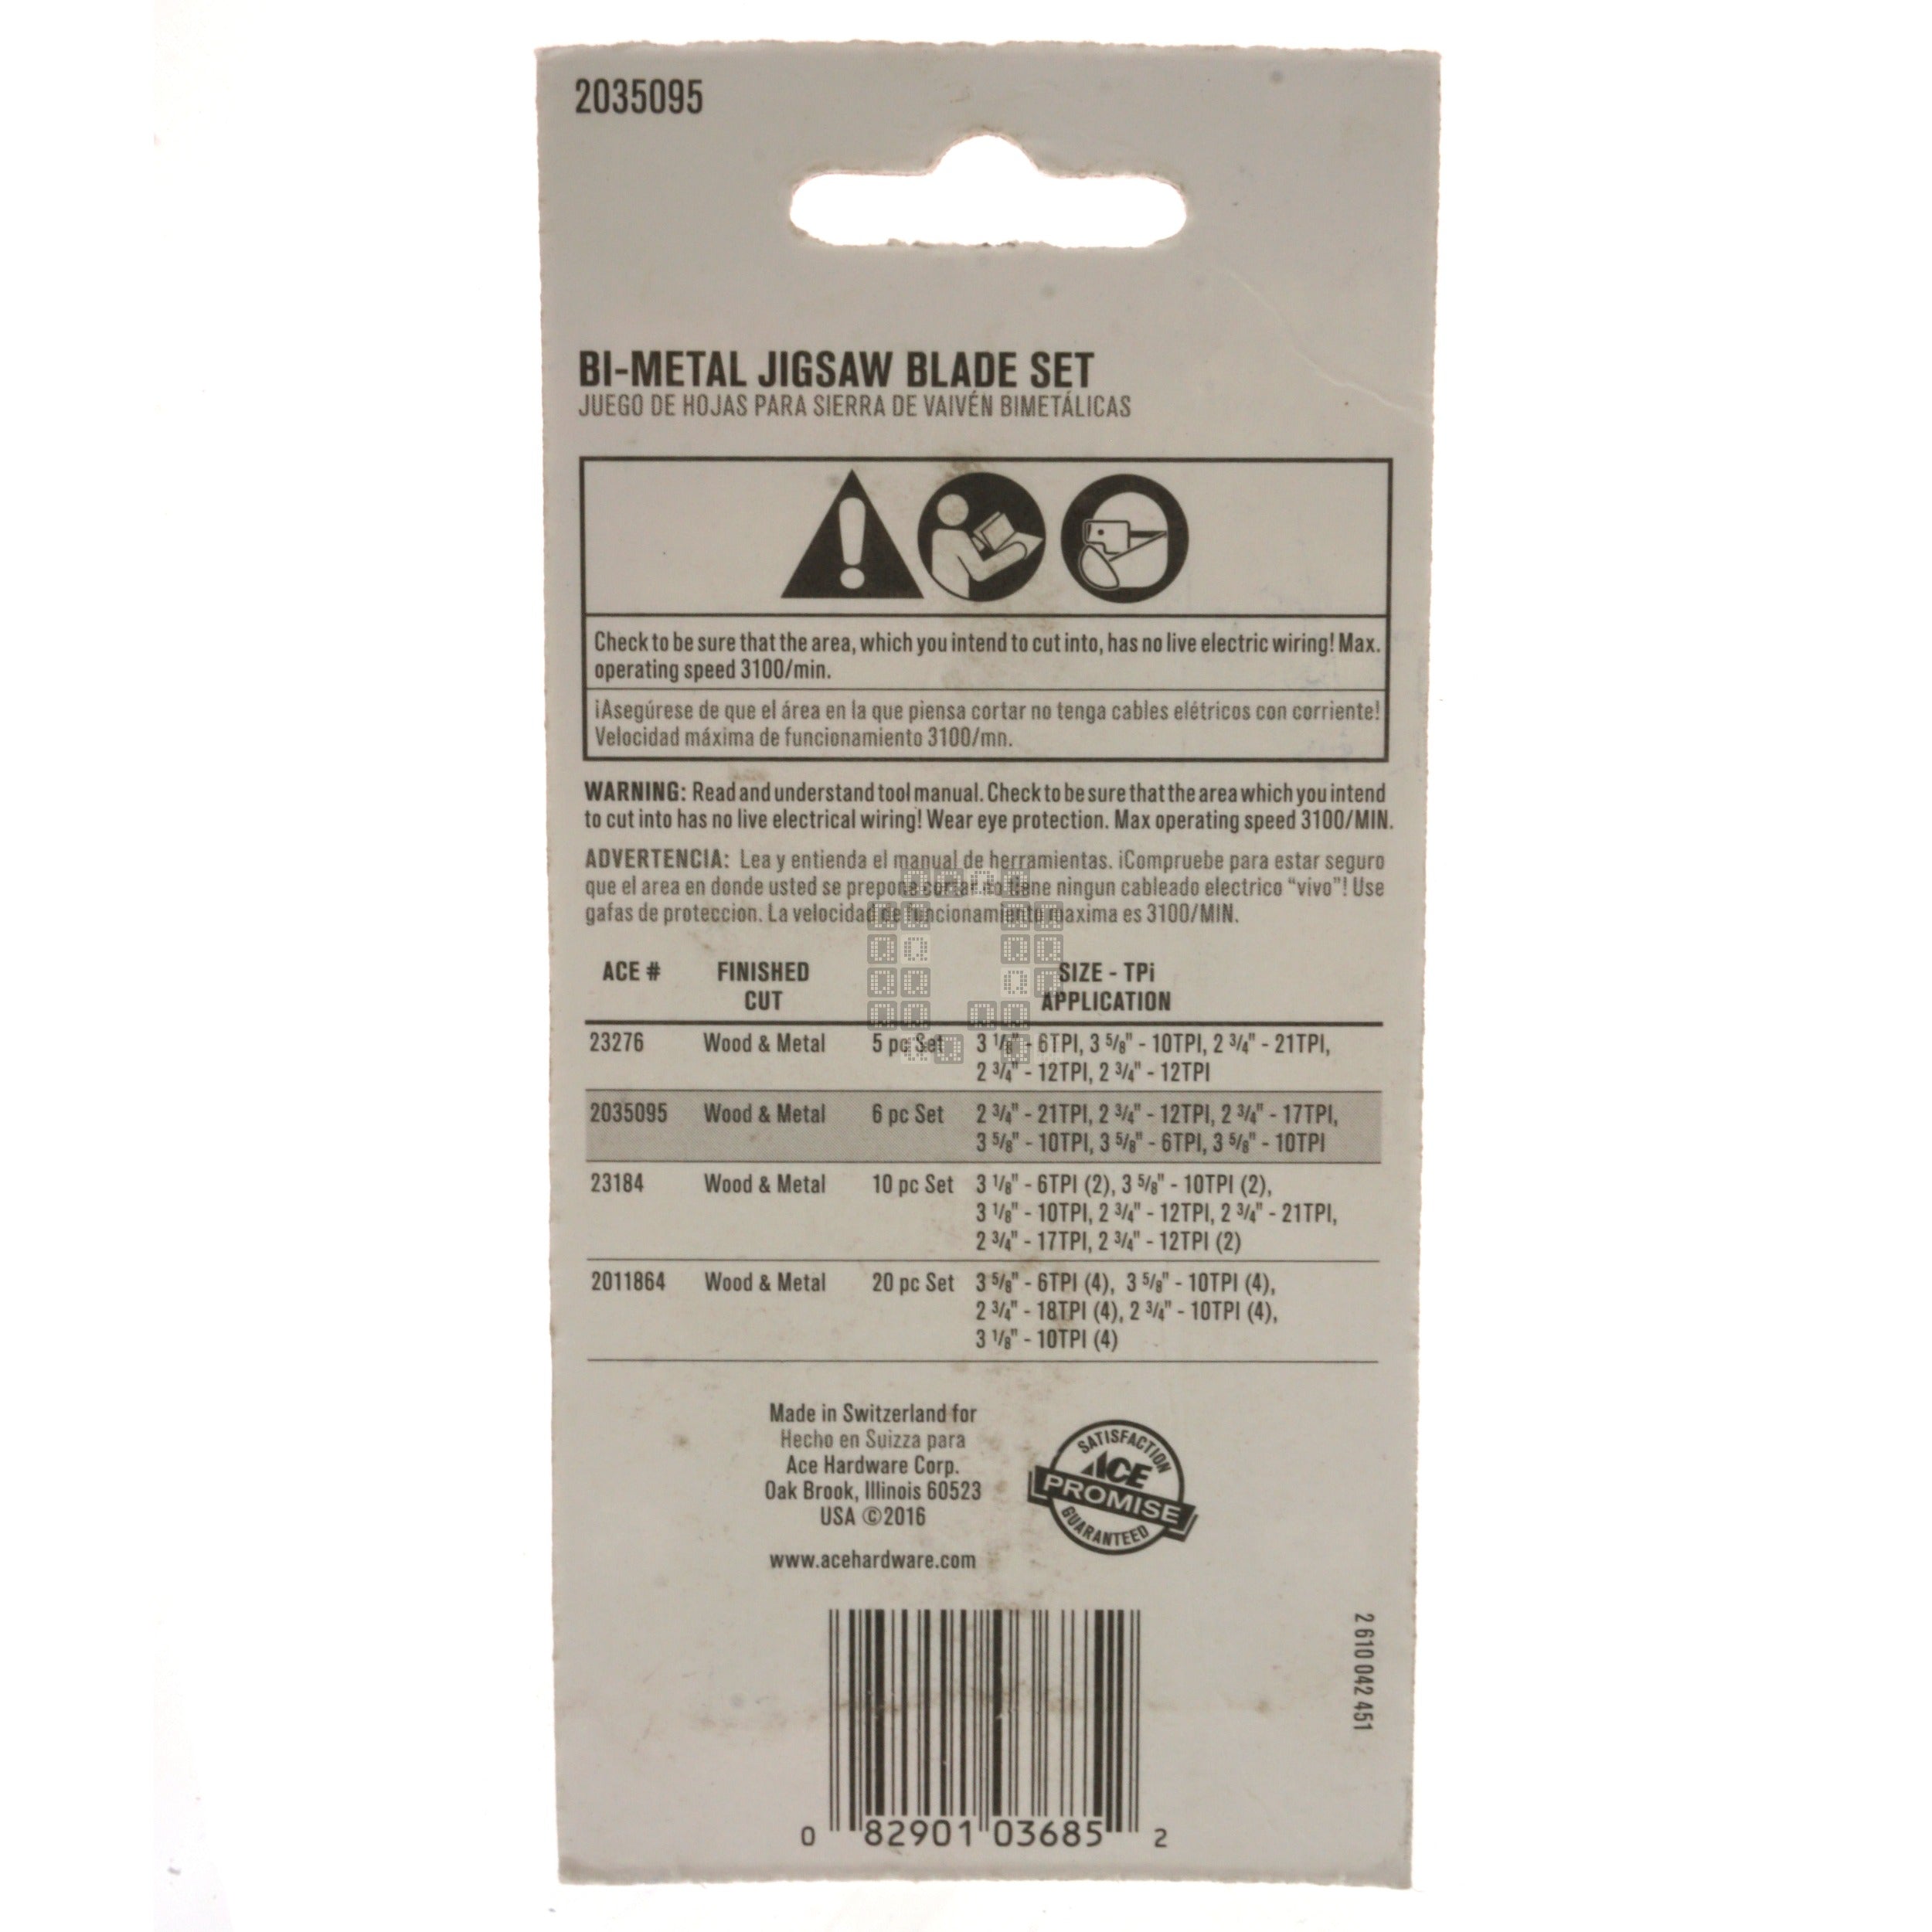 2035095
BI-METAL JIGSAW BLADE SET
JUEGO DE HOJAS PARA SIERRA DE VAIVÉN BIMETÁLICAS
Check to be sure that the area, which you intend to cut into, has no live electric wiring! Max.
operating speed 3100/min.
¡Asegúrese de que el área en la que piensa cortar no tenga cables elétricos con corriente!
Velocidad máxima de funcionamiento 3100/mn.
WARNING: Read and understand tool manual. Check to be sure that the area which you intend
to cut into has no live electrical wiring! Wear eye protection. Max operating speed 3100/MIN.
ADVERTENCIA: Lea y entienda el manual de herramientas. ¡Compruebe para estar seguro
que el area en donde usted se prepone cortar no tiene ningun cableado electrico “vivo”! Use
gafas de proteccion. La velocidad de funcionamiento maxima es 3100/MIN.
ACE # FINISHED CUT SIZE - TPi APPLICATION
23276 Wood & Metal 5 pc Set 3 1/8" - 6TPI, 3 5/8" - 10TPI, 2 3/4" - 21TPI,
2 3/4" - 12TPI, 2 3/4" - 12TPI
2035095 Wood & Metal 6 pc Set 2 3/4" - 21TPI, 2 3/4" - 12TPI, 2 3/4" - 17TPI,
3 5/8" - 10TPI, 3 5/8" - 6TPI, 3 5/8" - 10TPI
23184 Wood & Metal 10 pc Set 3 1/8" - 6TPI (2), 3 5/8" - 10TPI (2),
3 1/8" - 10TPI, 2 3/4" - 12TPI, 2 3/4" - 21TPI,
2 3/4" - 17TPI, 2 3/4" - 12TPI (2)
2011864 Wood & Metal 20 pc Set 3 5/8" - 6TPI (4), 3 5/8" - 10TPI (4),
2 3/4" - 18TPI (4), 2 3/4" - 10TPI (4),
3 1/8" - 10TPI (4)
Made in Switzerland for
Hecho en Suizza para
Ace Hardware Corp.
Oak Brook, Illinois 60523
USA ©2016
www.acehardware.com
SATISFACTION
ACE
PROMISE
GUARANTEED
2 610 042 451
0 82901 03685 2